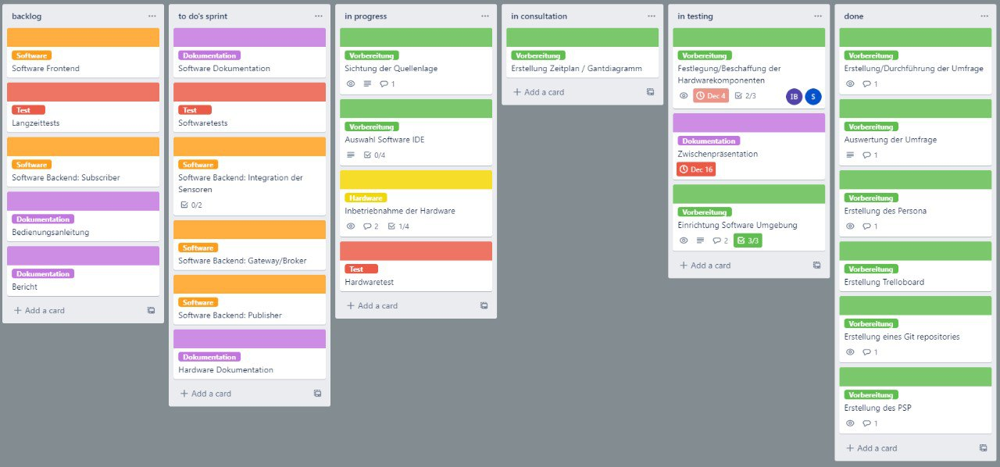 backlog
Software
Software Frontend
Test
Langzeittests
Software
Software Backend: Subscriber
Dokumentation
Bedienungsanleitung
Dokumentation
Bericht
Add a card
to do's sprint
Dokumentation
Software Dokumentation
Test
Softwaretests
Software
Software Backend: Integration der
Sensoren
0/2
Software
Software Backend: Gateway/Broker
Software
Software Backend: Publisher
Dokumentation
Hardware Dokumentation
Add a card
in progress
Vorbereitung
Sichtung der Quellenlage
1
Vorbereitung
Auswahl Software IDE
0/4
Hardware
Inbetriebnahme der Hardware
2 1/4
Test
Hardwaretest
Add a card
in consultation
Vorbereitung
Erstellung Zeitplan / Gantdiagramm
Add a card
in testing
Vorbereitung
Festlegung/Beschaffung der
Hardwarekomponenten
Dec 4 2/3 IB S
Dokumentation
Zwischenpräsentation
Dec 16
Vorbereitung
Einrichtung Software Umgebung
2 3/3
Add a card
done
Vorbereitung
Erstellung/Durchführung der Umfrage
1
Vorbereitung
Auswertung der Umfrage
1
Vorbereitung
Erstellung des Persona
1
Vorbereitung
Erstellung Trelloboard
Vorbereitung
Erstellung eines Git repositories
1
Vorbereitung
Erstellung des PSP
1
Add a card